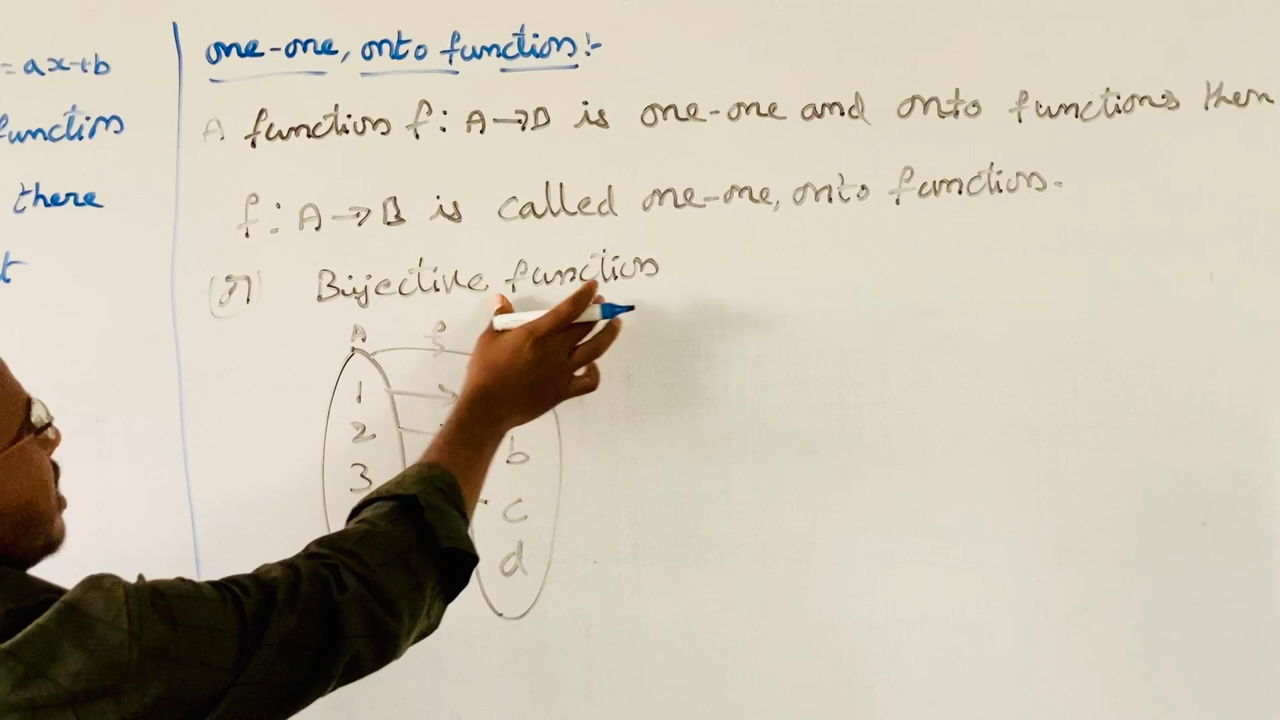 = ax+b
function
there
t
one-one, onto function:-
A function f: A→B is one-one and onto functions then
f: A→B is called one-one, onto function.
(or) Bijective function
A f
1
2
3
b
c
d